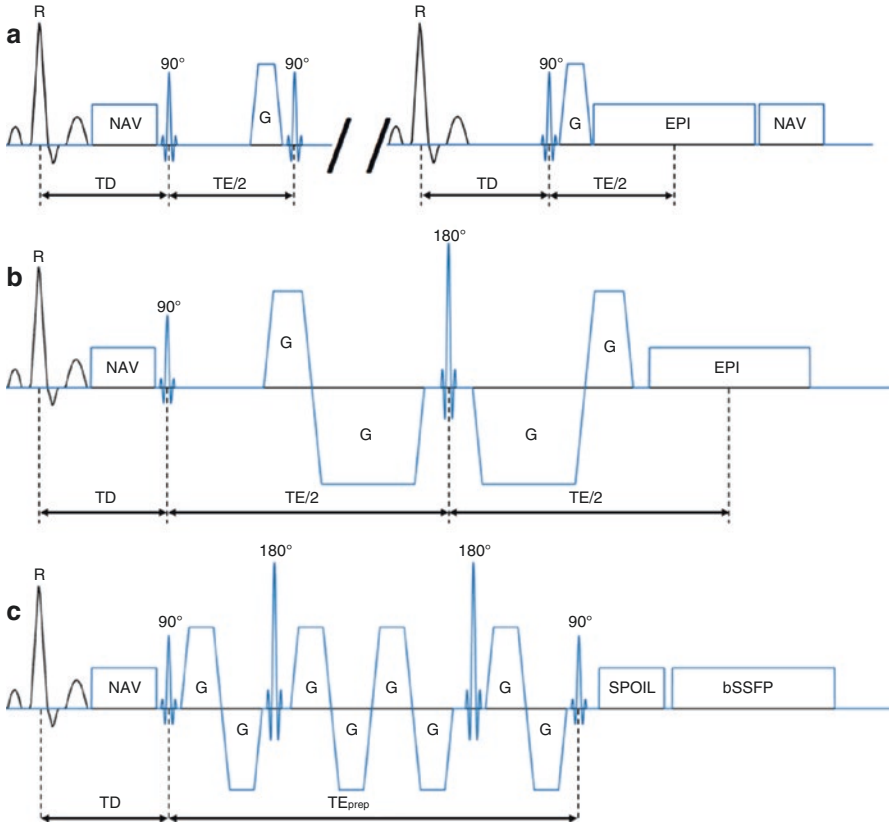 a
R R
90° 90° 90°
NAV G G EPI NAV
TD TE/2 TD TE/2
b
R
90° 180°
NAV G G G G EPI
TD TE/2 TE/2
c
R
90° 180° 180° 90°
NAV G G G G G G G G SPOIL bSSFP
TD TEprep